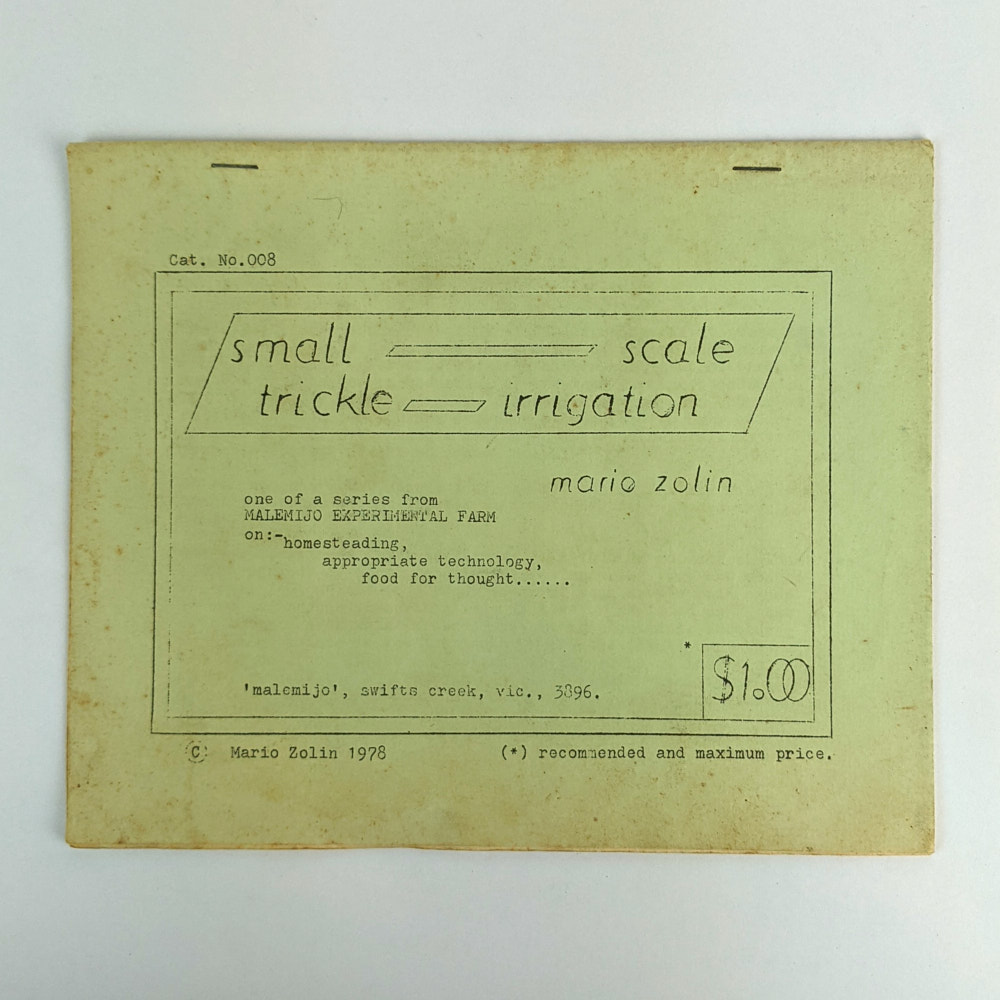 Cat. No.008
small scale
trickle irrigation
mario zolin
one of a series from
MALEMIJO EXPERIMENTAL FARM
on:-homesteading,
appropriate technology,
food for thought......
* $1.00
'malemijo', swifts creek, vic., 3896.
© Mario Zolin 1978 (*) recommended and maximum price.